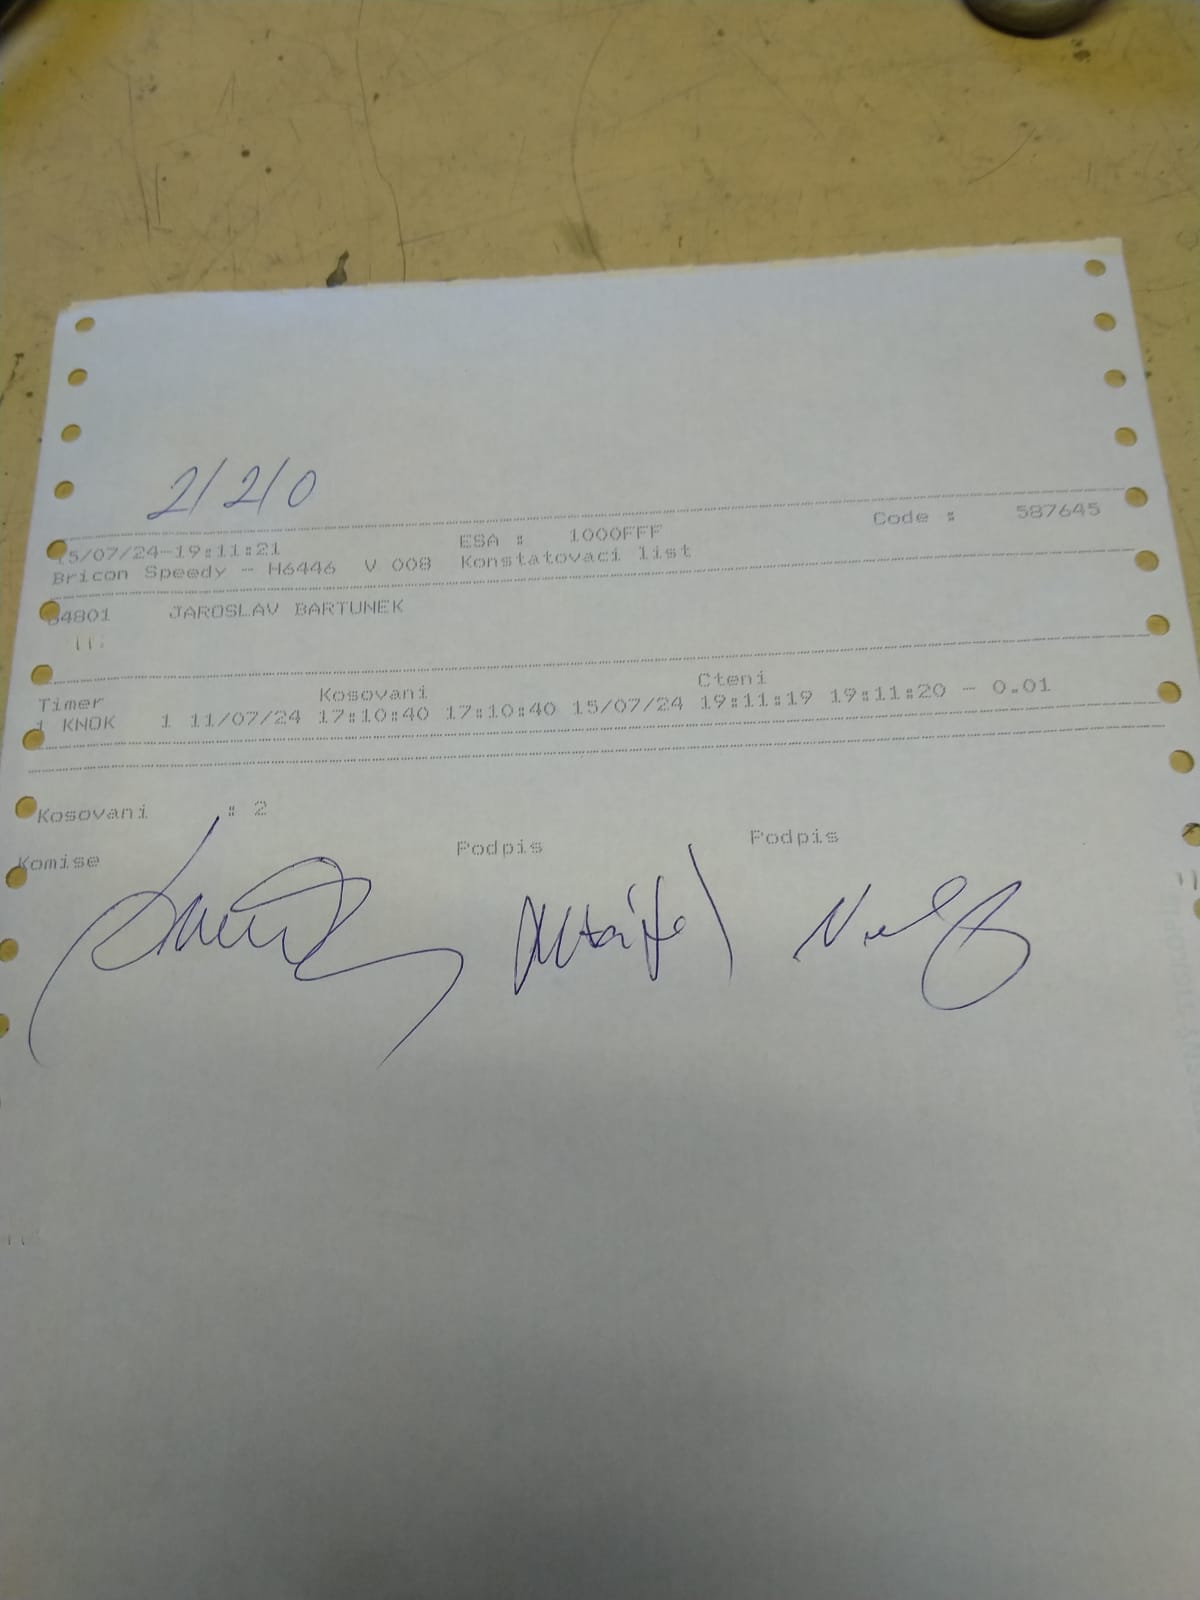 2/2/0
15/07/24-19:11:21 ESA : 1000FFF Code : 587645
Bricon Speedy - H6446 V 008 Konstatovaci list
4801 JAROSLAV BARTUNEK
Timer Kosovani Cteni
1 KNOK 1 11/07/24 17:10:40 17:10:40 15/07/24 19:11:19 19:11:20 - 0.01
Kosovani : 2
Komise Podpis Podpis